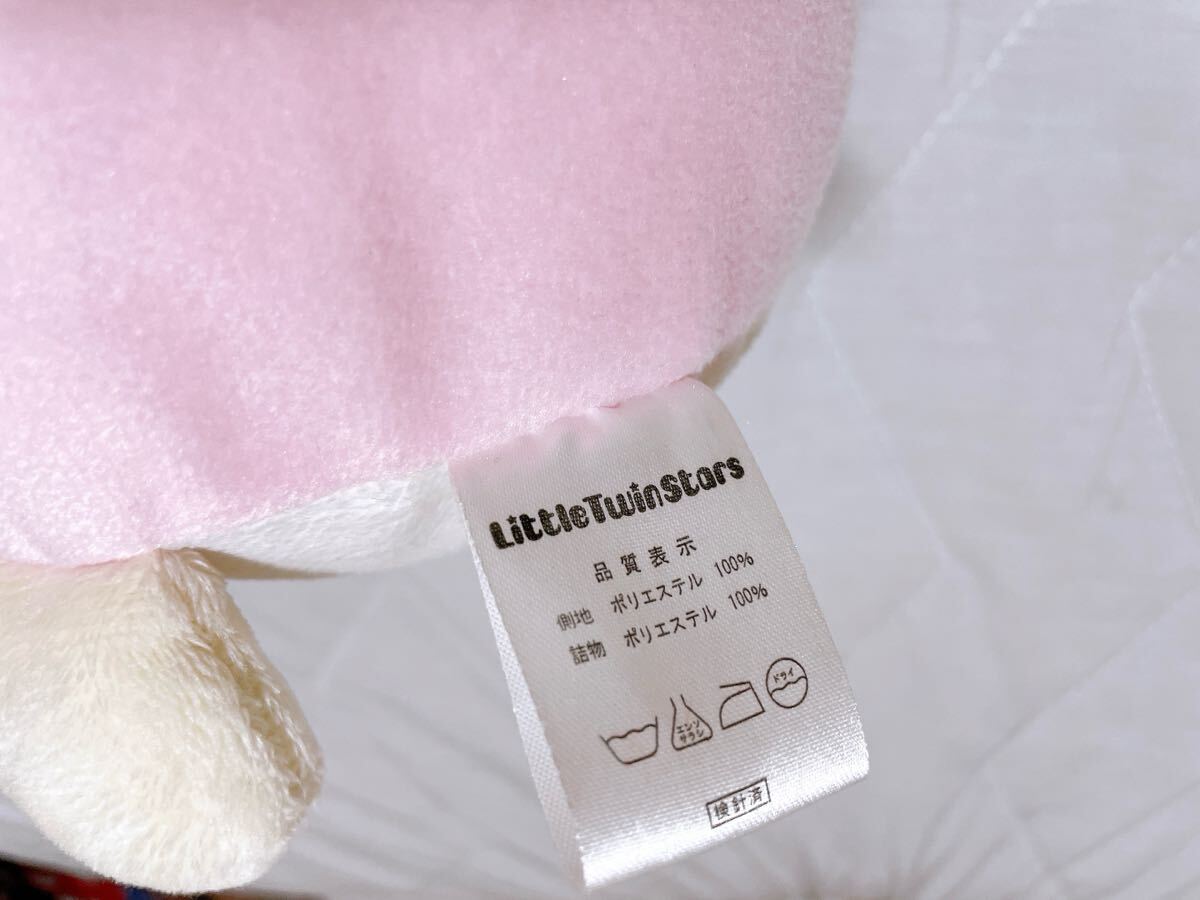 LittleTwinStars
品質表示
側地 ポリエステル 100%
詰物 ポリエステル 100%
エンソ
サラシ
ドライ
検針済